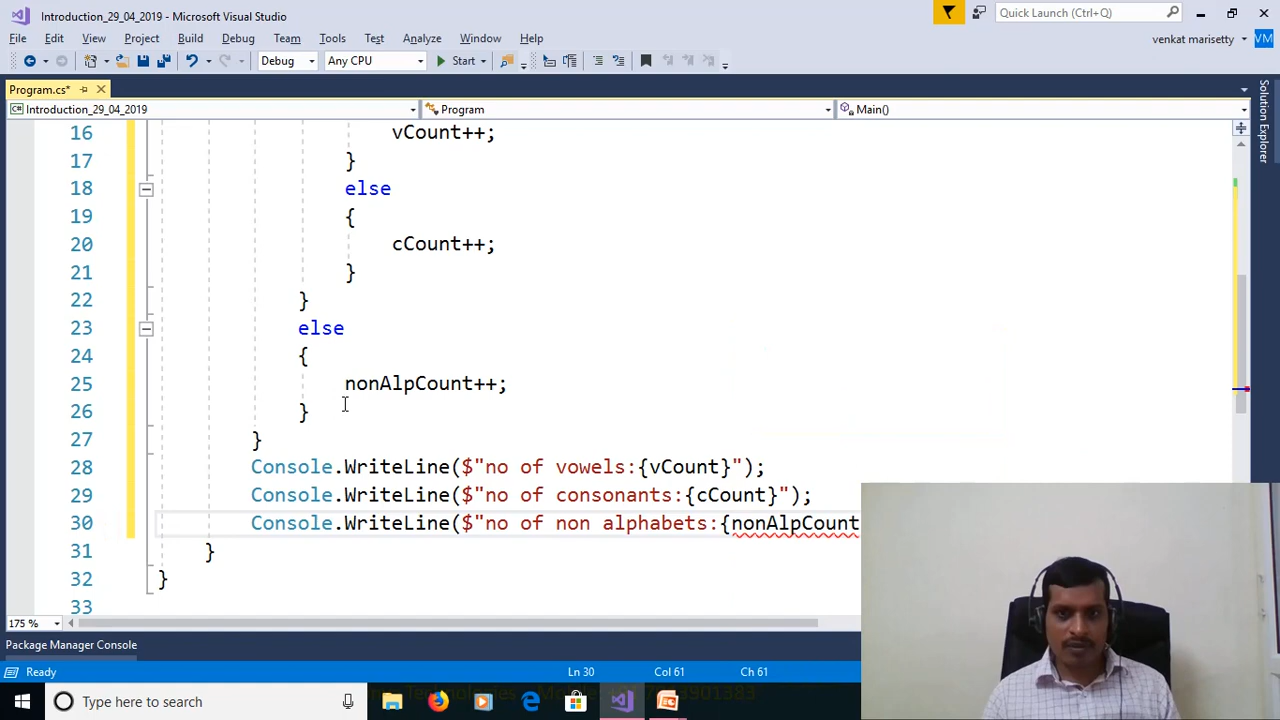 Introduction_29_04_2019 - Microsoft Visual Studio
Quick Launch (Ctrl+Q)
File Edit View Project Build Debug Team Tools Test Analyze Window Help
venkat marisetty VM
Debug Any CPU Start
Program.cs*
Introduction_29_04_2019 Program Main()
Solution Explorer
16 vCount++;
17 }
18 else
19 {
20 cCount++;
21 }
22 }
23 else
24 {
25 nonAlpCount++;
26 }
27 }
28 Console.WriteLine($"no of vowels:{vCount}");
29 Console.WriteLine($"no of consonants:{cCount}");
30 Console.WriteLine($"no of non alphabets:{nonAlpCount
31 }
32 }
33
175 %
Package Manager Console
Ready Ln 30 Col 61 Ch 61
Type here to search